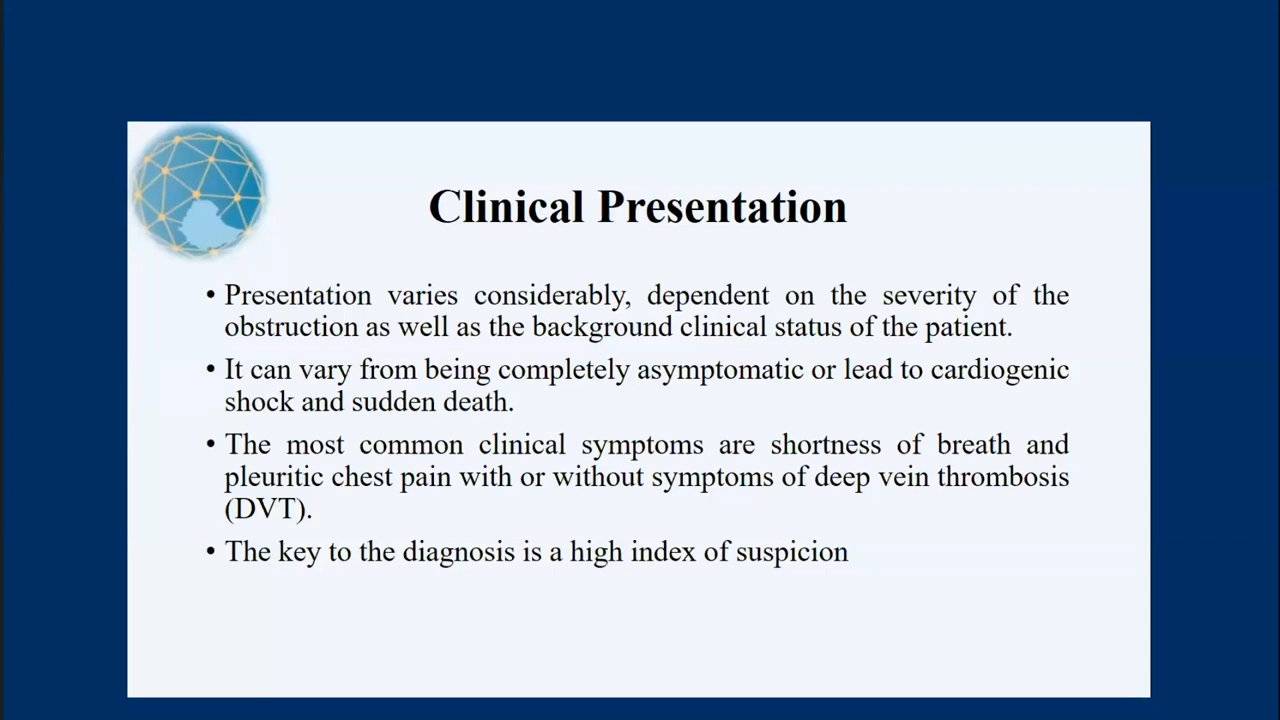 Clinical Presentation
• Presentation varies considerably, dependent on the severity of the
obstruction as well as the background clinical status of the patient.
• It can vary from being completely asymptomatic or lead to cardiogenic
shock and sudden death.
• The most common clinical symptoms are shortness of breath and
pleuritic chest pain with or without symptoms of deep vein thrombosis
(DVT).
• The key to the diagnosis is a high index of suspicion